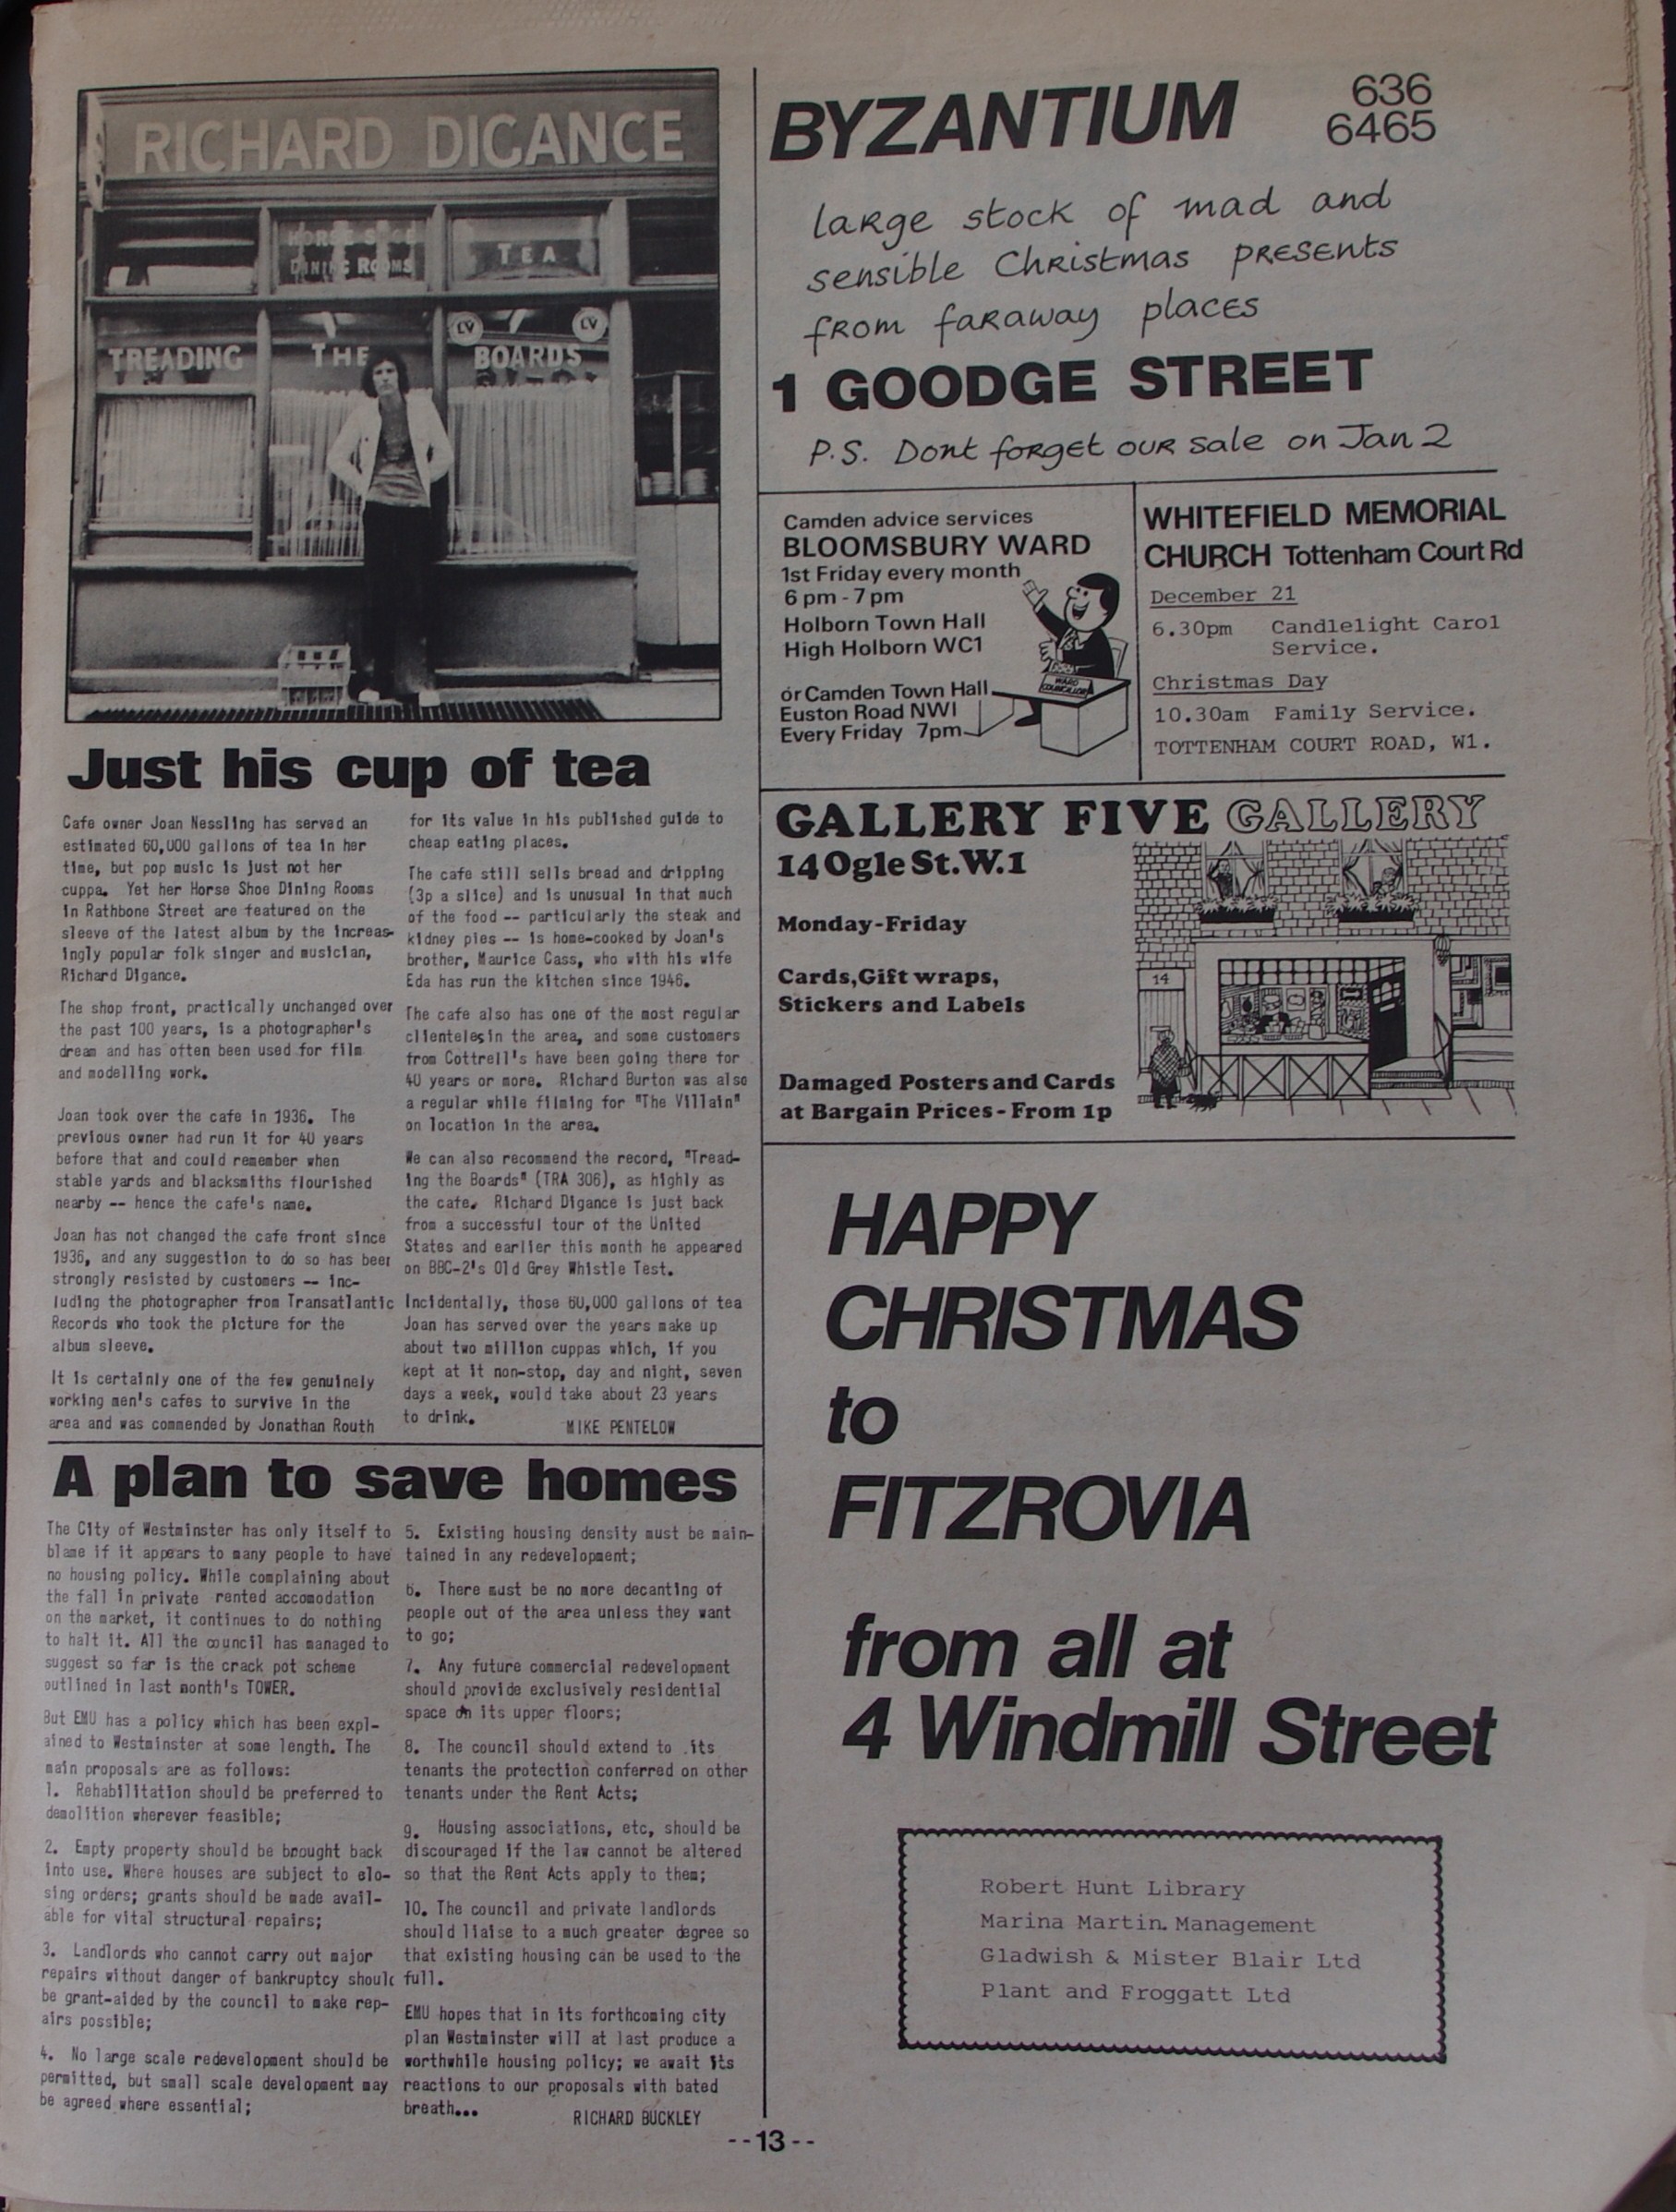 RICHARD DIGANCE
HORSE SHOE
DINING ROOMS
TEA
LV
LV
TREADING THE BOARDS
Just his cup of tea
Cafe owner Joan Nessling has served an
estimated 60,000 gallons of tea in her
time, but pop music is just not her
cuppa. Yet her Horse Shoe Dining Rooms
in Rathbone Street are featured on the
sleeve of the latest album by the increas-
ingly popular folk singer and musician,
Richard Digance.
The shop front, practically unchanged over
the past 100 years, is a photographer's
dream and has often been used for film
and modelling work.
Joan took over the cafe in 1936. The
previous owner had run it for 40 years
before that and could remember when
stable yards and blacksmiths flourished
nearby -- hence the cafe's name.
Joan has not changed the cafe front since
1936, and any suggestion to do so has been
strongly resisted by customers -- inc-
luding the photographer from Transatlantic
Records who took the picture for the
album sleeve.
It is certainly one of the few genuinely
working men's cafes to survive in the
area and was commended by Jonathan Routh
for its value in his published guide to
cheap eating places.
The cafe still sells bread and dripping
(3p a slice) and is unusual in that much
of the food -- particularly the steak and
kidney pies -- is home-cooked by Joan's
brother, Maurice Cass, who with his wife
Eda has run the kitchen since 1946.
The cafe also has one of the most regular
clienteles in the area, and some customers
from Cottrell's have been going there for
40 years or more. Richard Burton was also
a regular while filming for "The Villain"
on location in the area.
We can also recommend the record, "Tread-
ing the Boards" (TRA 306), as highly as
the cafe. Richard Digance is just back
from a successful tour of the United
States and earlier this month he appeared
on BBC-2's Old Grey Whistle Test.
Incidentally, those 60,000 gallons of tea
Joan has served over the years make up
about two million cuppas which, if you
kept at it non-stop, day and night, seven
days a week, would take about 23 years
to drink.
MIKE PENTELOW
A plan to save homes
The City of Westminster has only itself to
blame if it appears to many people to have
no housing policy. While complaining about
the fall in private rented accomodation
on the market, it continues to do nothing
to halt it. All the council has managed to
suggest so far is the crack pot scheme
outlined in last month's TOWER.
But EMU has a policy which has been expl-
ained to Westminster at some length. The
main proposals are as follows:
1. Rehabilitation should be preferred to
demolition wherever feasible;
2. Empty property should be brought back
into use. Where houses are subject to clo-
sing orders; grants should be made avail-
able for vital structural repairs;
3. Landlords who cannot carry out major
repairs without danger of bankruptcy should
be grant-aided by the council to make rep-
airs possible;
4. No large scale redevelopment should be
permitted, but small scale development may
be agreed where essential;
5. Existing housing density must be main-
tained in any redevelopment;
6. There must be no more decanting of
people out of the area unless they want
to go;
7. Any future commercial redevelopment
should provide exclusively residential
space on its upper floors;
8. The council should extend to its
tenants the protection conferred on other
tenants under the Rent Acts;
9. Housing associations, etc, should be
discouraged if the law cannot be altered
so that the Rent Acts apply to them;
10. The council and private landlords
should liaise to a much greater degree so
that existing housing can be used to the
full.
EMU hopes that in its forthcoming city
plan Westminster will at last produce a
worthwhile housing policy; we await its
reactions to our proposals with bated
breath...
RICHARD BUCKLEY
BYZANTIUM
636
6465
large stock of mad and
sensible Christmas presents
from faraway places
1 GOODGE STREET
P.S. Dont forget our sale on Jan 2
Camden advice services
BLOOMSBURY WARD
1st Friday every month
6 pm - 7 pm
Holborn Town Hall
High Holborn WC1
or Camden Town Hall
Euston Road NW1
Every Friday 7pm
WARD
COUNCILLOR
WHITEFIELD MEMORIAL
CHURCH Tottenham Court Rd
December 21
6.30pm Candlelight Carol
Service.
Christmas Day
10.30am Family Service.
TOTTENHAM COURT ROAD, W1.
GALLERY FIVE GALLERY
14 Ogle St. W.1
Monday-Friday
Cards, Gift wraps,
Stickers and Labels
Damaged Posters and Cards
at Bargain Prices - From 1p
14
HAPPY
CHRISTMAS
to
FITZROVIA
from all at
4 Windmill Street
Robert Hunt Library
Marina Martin Management
Gladwish & Mister Blair Ltd
Plant and Froggatt Ltd
--13--